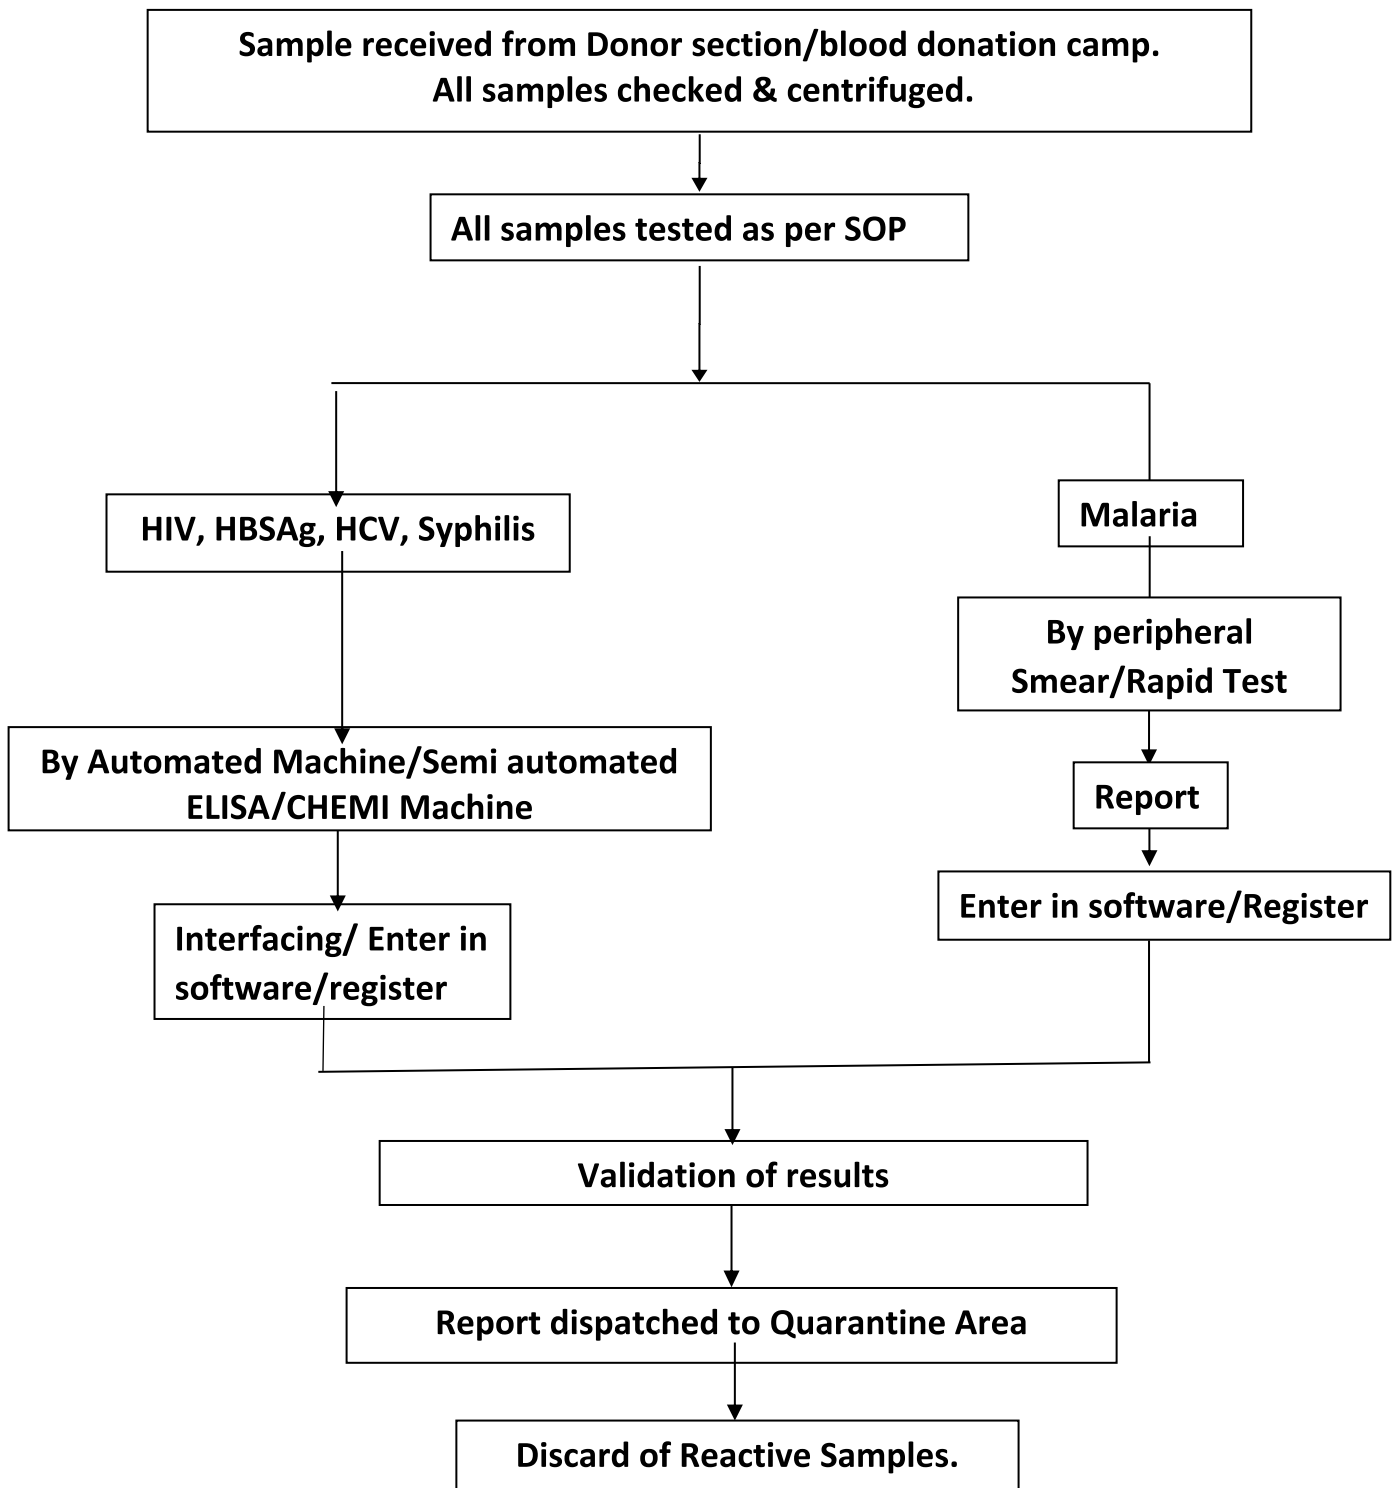 Sample received from Donor section/blood donation camp.
All samples checked & centrifuged.
All samples tested as per SOP
HIV, HBSAg, HCV, Syphilis
Malaria
By peripheral
Smear/Rapid Test
By Automated Machine/Semi automated
ELISA/CHEMI Machine
Report
Interfacing/ Enter in
software/register
Enter in software/Register
Validation of results
Report dispatched to Quarantine Area
Discard of Reactive Samples.